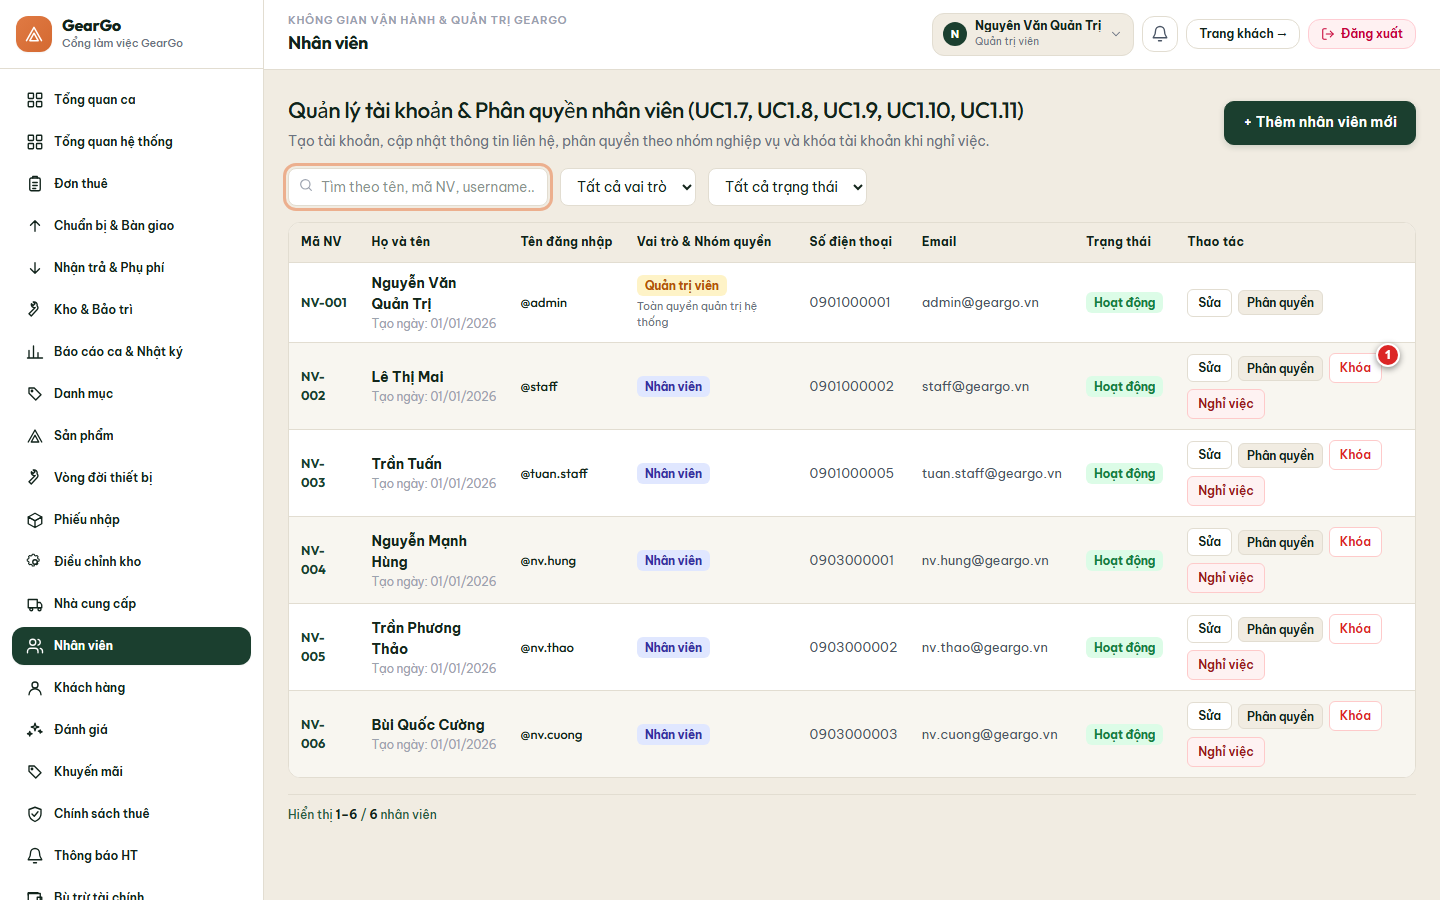 GearGo
Cổng làm việc GearGo
Tổng quan ca
Tổng quan hệ thống
Đơn thuê
Chuẩn bị & Bàn giao
Nhận trả & Phụ phí
Kho & Bảo trì
Báo cáo ca & Nhật ký
Danh mục
Sản phẩm
Vòng đời thiết bị
Phiếu nhập
Điều chỉnh kho
Nhà cung cấp
Nhân viên
Khách hàng
Đánh giá
Khuyến mãi
Chính sách thuê
Thông báo HT
Bù trừ tài chính
KHÔNG GIAN VẬN HÀNH & QUẢN TRỊ GEARGO
Nhân viên
N
Nguyễn Văn Quản Trị
Quản trị viên
Trang khách →
Đăng xuất
Quản lý tài khoản & Phân quyền nhân viên (UC1.7, UC1.8, UC1.9, UC1.10, UC1.11)
Tạo tài khoản, cập nhật thông tin liên hệ, phân quyền theo nhóm nghiệp vụ và khóa tài khoản khi nghỉ việc.
+ Thêm nhân viên mới
Tìm theo tên, mã NV, username..
Tất cả vai trò
Tất cả trạng thái
Mã NV Họ và tên Tên đăng nhập Vai trò & Nhóm quyền Số điện thoại Email Trạng thái Thao tác
NV-001
Nguyễn Văn
Quản Trị
Tạo ngày: 01/01/2026
@admin
Quản trị viên
Toàn quyền quản trị hệ
thống
0901000001
admin@geargo.vn
Hoạt động
Sửa Phân quyền
NV-
002
Lê Thị Mai
Tạo ngày: 01/01/2026
@staff
Nhân viên
0901000002
staff@geargo.vn
Hoạt động
Sửa Phân quyền Khóa
1
Nghỉ việc
NV-
003
Trần Tuấn
Tạo ngày: 01/01/2026
@tuan.staff
Nhân viên
0901000005
tuan.staff@geargo.vn
Hoạt động
Sửa Phân quyền Khóa
Nghỉ việc
NV-
004
Nguyễn Mạnh
Hùng
Tạo ngày: 01/01/2026
@nv.hung
Nhân viên
0903000001
nv.hung@geargo.vn
Hoạt động
Sửa Phân quyền Khóa
Nghỉ việc
NV-
005
Trần Phương
Thảo
Tạo ngày: 01/01/2026
@nv.thao
Nhân viên
0903000002
nv.thao@geargo.vn
Hoạt động
Sửa Phân quyền Khóa
Nghỉ việc
NV-
006
Bùi Quốc Cường
Tạo ngày: 01/01/2026
@nv.cuong
Nhân viên
0903000003
nv.cuong@geargo.vn
Hoạt động
Sửa Phân quyền Khóa
Nghỉ việc
Hiển thị 1–6 / 6 nhân viên